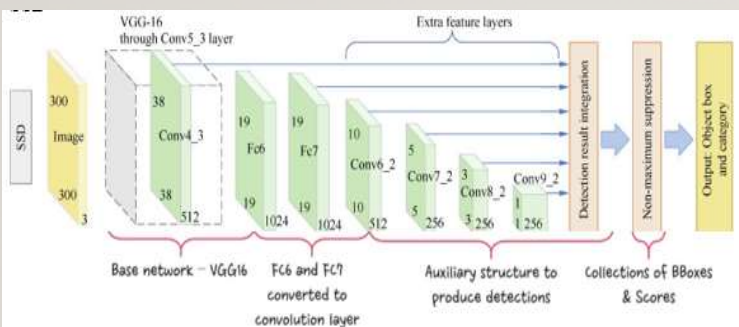 VGG-16
through Conv5_3 layer
Extra feature layers
SSD
300
Image
300
3
38
Conv4_3
38
512
19
Fc6
19
1024
19
Fc7
19
1024
10
Conv6_2
10
512
5
Conv7_2
5
256
3
Conv8_2
3
256
Conv9_2
1
1
256
Detection result integration
Non-maximum suppression
Output: Object box
and category
Base network – VGG16
FC6 and FC7
converted to
convolution layer
Auxiliary structure to
produce detections
Collections of BBoxes
& Scores